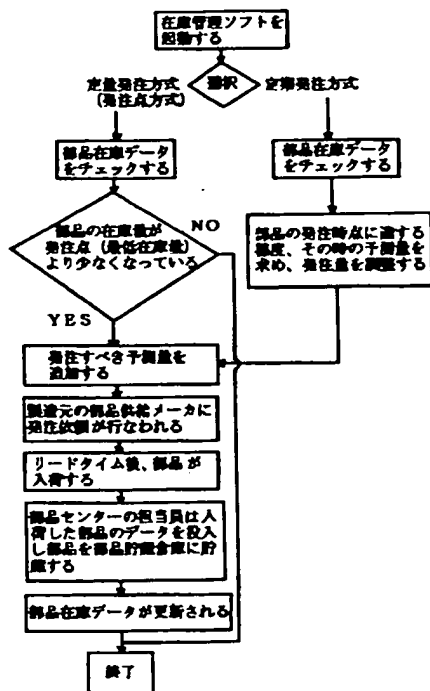 在庫管理ソフトを
起動する
選択
定量発注方式
(発注点方式)
定期発注方式
部品在庫データ
をチェックする
部品在庫データ
をチェックする
部品の在庫量が
発注点(最低在庫量)
より少なくなっている
NO
YES
部品の発注時点に達する
都度、その時の予測量を
求め、発注量を調整する
発注すべき予測量を
追加する
製造元の部品供給メーカに
発注依頼が行なわれる
リードタイム後、部品が
入荷する
部品センターの担当員は入
荷した部品のデータを投入
し部品を部品貯蔵倉庫に貯
蔵する
部品在庫データが更新される
終了